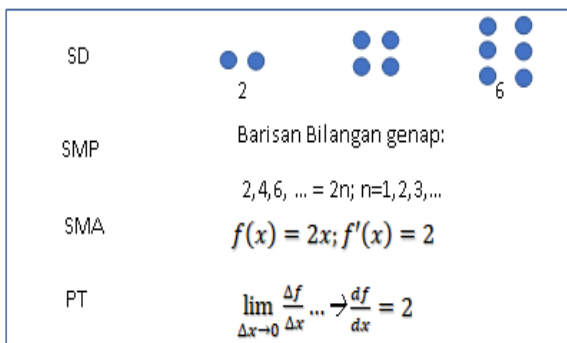 SD
2 6
SMP Barisan Bilangan genap:
2,4,6, ... = 2n; n=1,2,3,...
SMA f(x) = 2x; f'(x) = 2
PT lim Δx→0 Δf/Δx ... → df/dx = 2